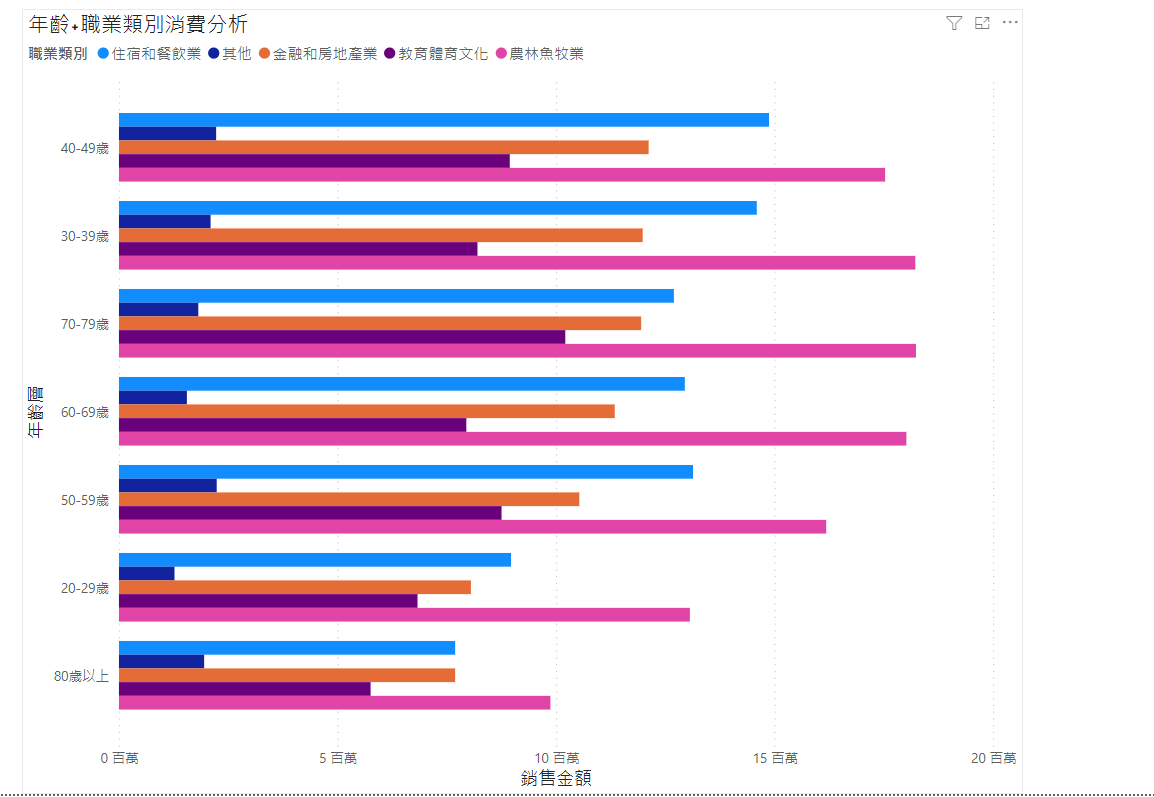 年齡+職業類別消費分析
職業類別 住宿和餐飲業 其他 金融和房地產業 教育體育文化 農林魚牧業
40-49歲
30-39歲
70-79歲
60-69歲
50-59歲
20-29歲
80歲以上
年齡層
0 百萬 5 百萬 10 百萬 15 百萬 20 百萬
銷售金額